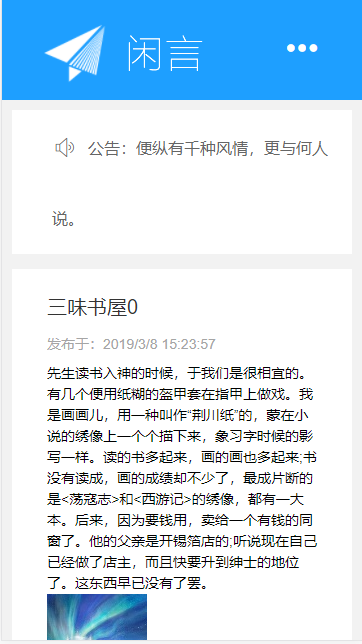 闲言
公告：便纵有千种风情，更与何人
说。
三味书屋0
发布于：2019/3/8 15:23:57
先生读书入神的时候，于我们是很相宜的。
有几个便用纸糊的盔甲套在指甲上做戏。我
是画画儿，用一种叫作“荆川纸”的，蒙在小
说的绣像上一个个描下来，象习字时候的影
写一样。读的书多起来，画的画也多起来;书
没有读成，画的成绩却不少了，最成片断的
是<荡寇志>和<西游记>的绣像，都有一大
本。后来，因为要钱用，卖给一个有钱的同
窗了。他的父亲是开锡箔店的;听说现在自己
已经做了店主，而且快要升到绅士的地位
了。这东西早已没有了罢。